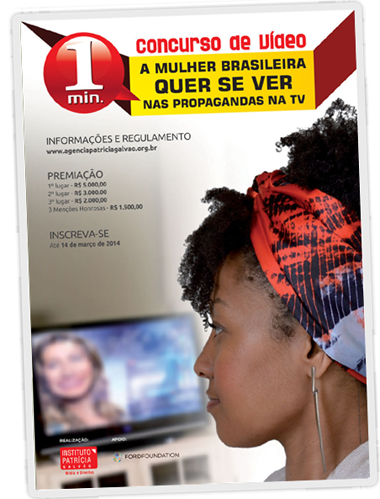 1
min.
CONCURSO DE VÍDEO
A MULHER BRASILEIRA
QUER SE VER
NAS PROPAGANDAS NA TV
INFORMAÇÕES E REGULAMENTO
www.agenciapatriciagalvao.org.br
PREMIAÇÃO
1º lugar - R$ 5.000,00
2º lugar - R$ 3.000,00
3º lugar - R$ 2.000,00
3 Menções Honrosas - R$ 1.500,00
INSCREVA-SE
Até 14 de março de 2014
REALIZAÇÃO: APOIO:
INSTITUTO
PATRÍCIA
GALVÃO
Mídia e Direitos
FORDFOUNDATION